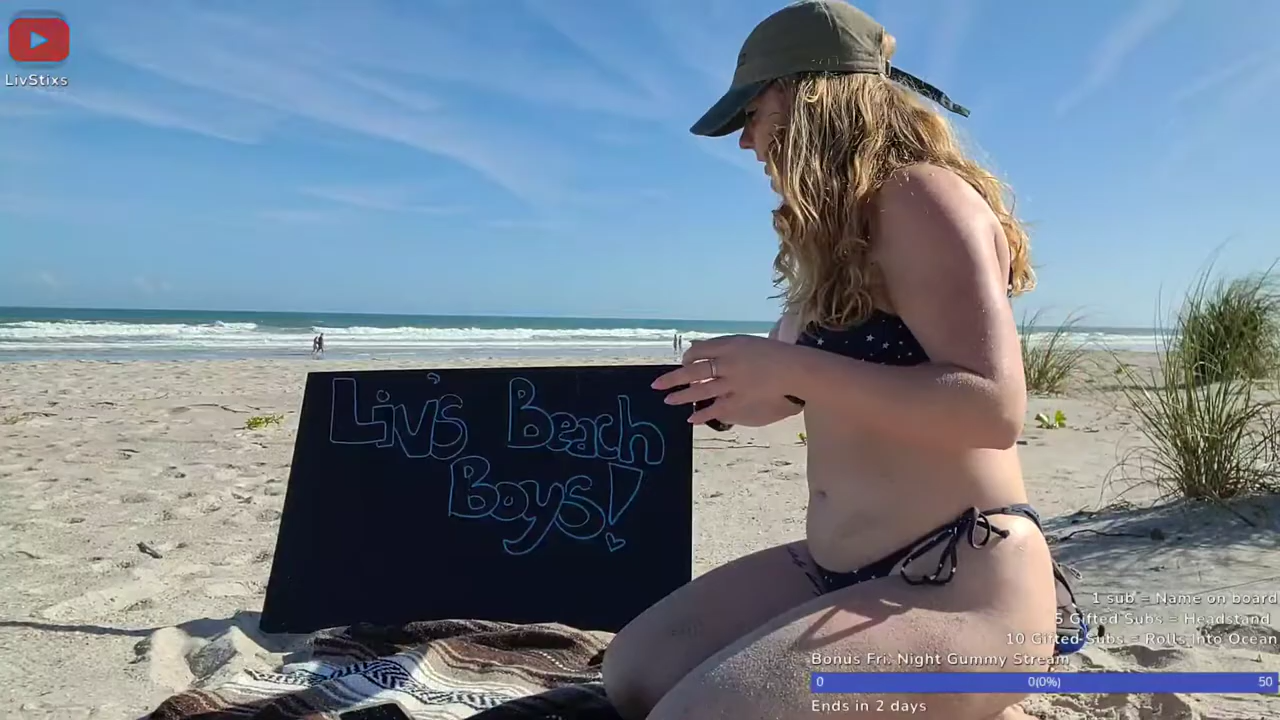 LivStixs
Liv's Beach
Boys!
1 sub = Name on board
5 Gifted Subs = Headstand
10 Gifted Subs = Rolls Into Ocean
Bonus Fri. Night Gummy Stream
0 0(0%) 50
Ends in 2 days